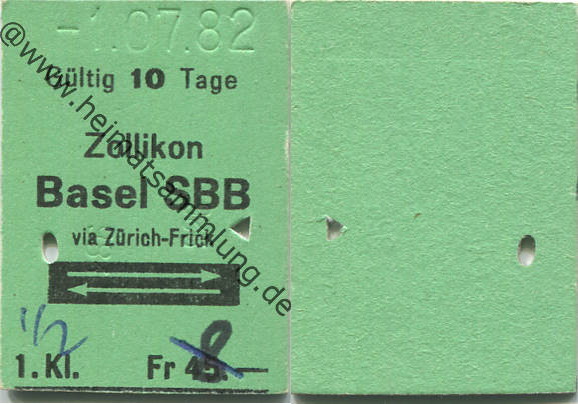 -1.07.82
Gültig 10 Tage
Zollikon
Basel SBB
via Zürich-Frick
1/2
1. Kl. Fr 45.— 8
@www.heimatsammlung.de